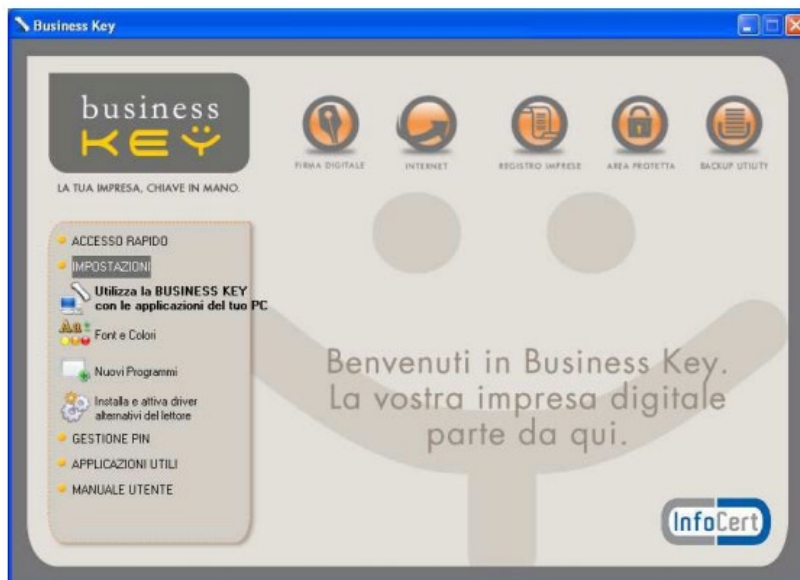 Business Key
business
KEY
LA TUA IMPRESA, CHIAVE IN MANO.
FIRMA DIGITALE
INTERNET
REGISTRO IMPRESE
AREA PROTETTA
BACKUP UTILITY
ACCESSO RAPIDO
IMPOSTAZIONI
Utilizza la BUSINESS KEY
con le applicazioni del tuo PC
Aa
Font e Colori
Nuovi Programmi
Installa e attiva driver
alternativi del lettore
GESTIONE PIN
APPLICAZIONI UTILI
MANUALE UTENTE
Benvenuti in Business Key.
La vostra impresa digitale
parte da qui.
InfoCert